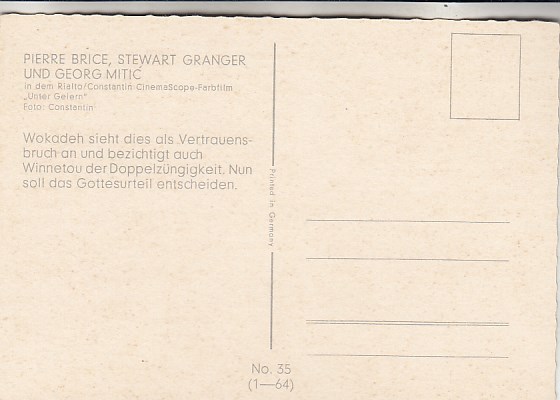 PIERRE BRICE, STEWART GRANGER
UND GEORG MITIC
in dem Rialto/Constantin CinemaScope-Farbfilm
„Unter Geiern"
Foto: Constantin
Wokadeh sieht dies als Vertrauens-
bruch an und bezichtigt auch
Winnetou der Doppelzüngigkeit. Nun
soll das Gottesurteil entscheiden.
Printed in Germany
No. 35
(1—64)